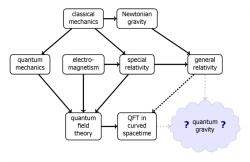 classical
mechanics
Newtonian
gravity
quantum
mechanics
electro-
magnetism
special
relativity
general
relativity
quantum
field
theory
QFT in
curved
spacetime
? quantum ?
gravity